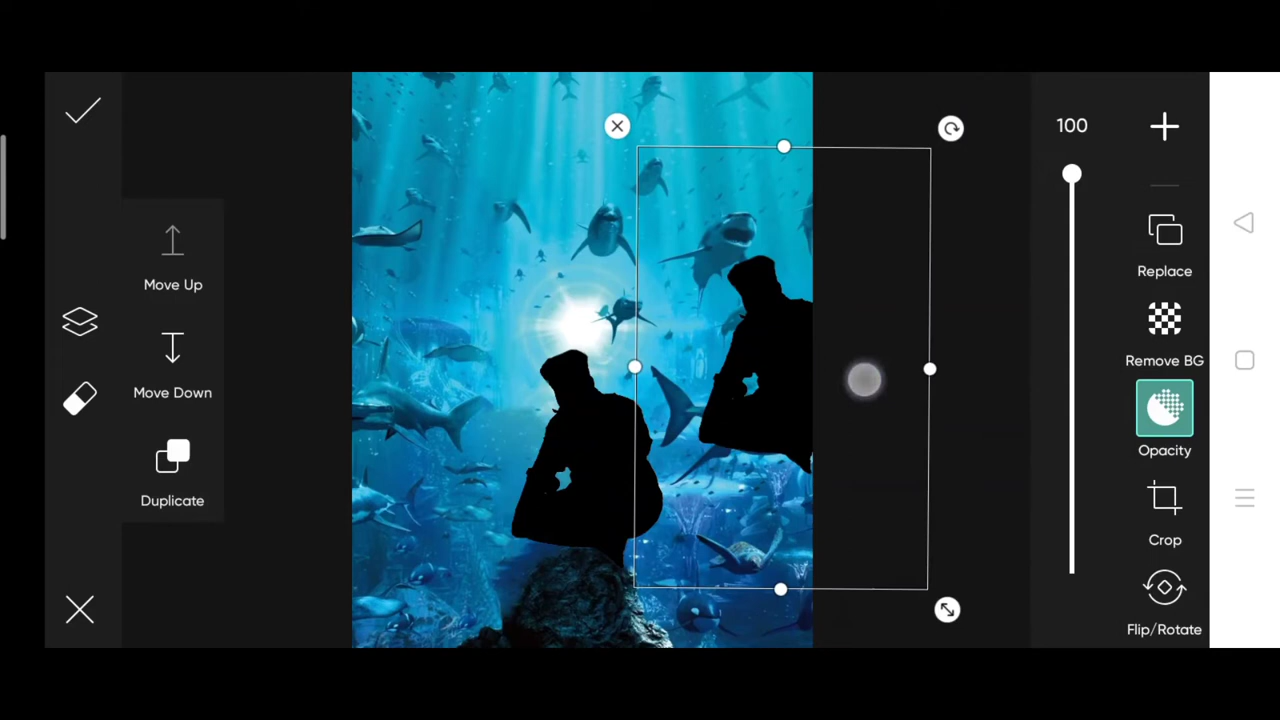 100
Move Up
Move Down
Duplicate
Replace
Remove BG
Opacity
Crop
Flip/Rotate